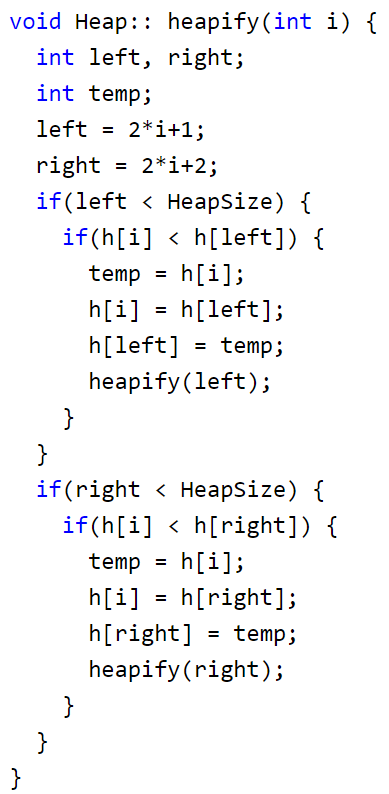 void Heap:: heapify(int i) {
  int left, right;
  int temp;
  left = 2*i+1;
  right = 2*i+2;
  if(left < HeapSize) {
    if(h[i] < h[left]) {
      temp = h[i];
      h[i] = h[left];
      h[left] = temp;
      heapify(left);
    }
  }
  if(right < HeapSize) {
    if(h[i] < h[right]) {
      temp = h[i];
      h[i] = h[right];
      h[right] = temp;
      heapify(right);
    }
  }
}